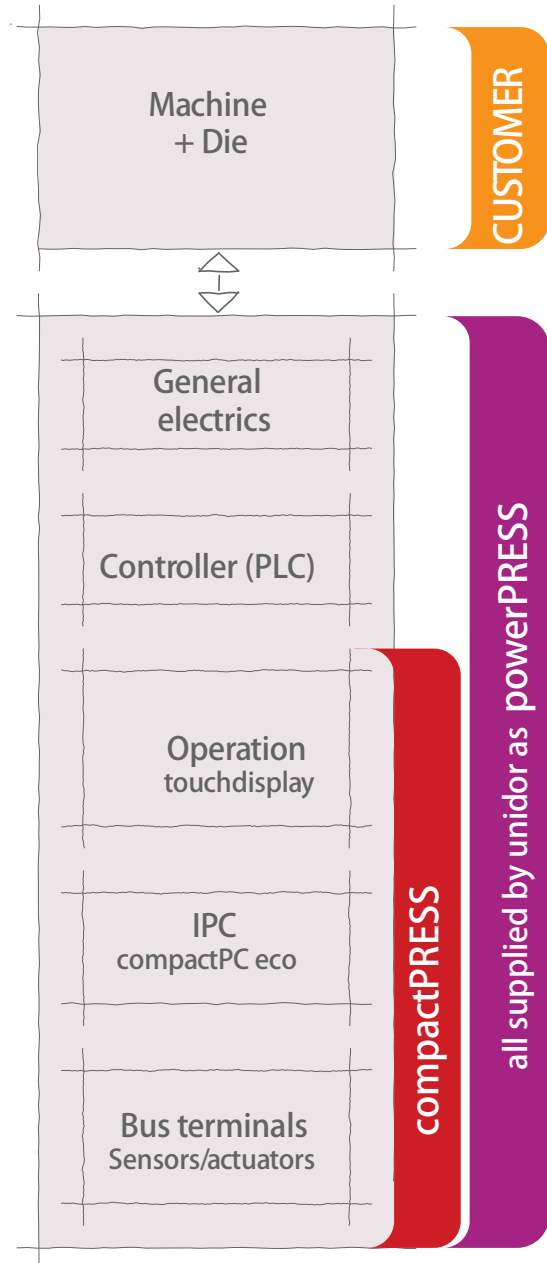 Machine
+ Die
CUSTOMER
General
electrics
Controller (PLC)
Operation
touchdisplay
IPC
compactPC eco
Bus terminals
Sensors/actuators
compactPRESS
all supplied by unidor as powerPRESS